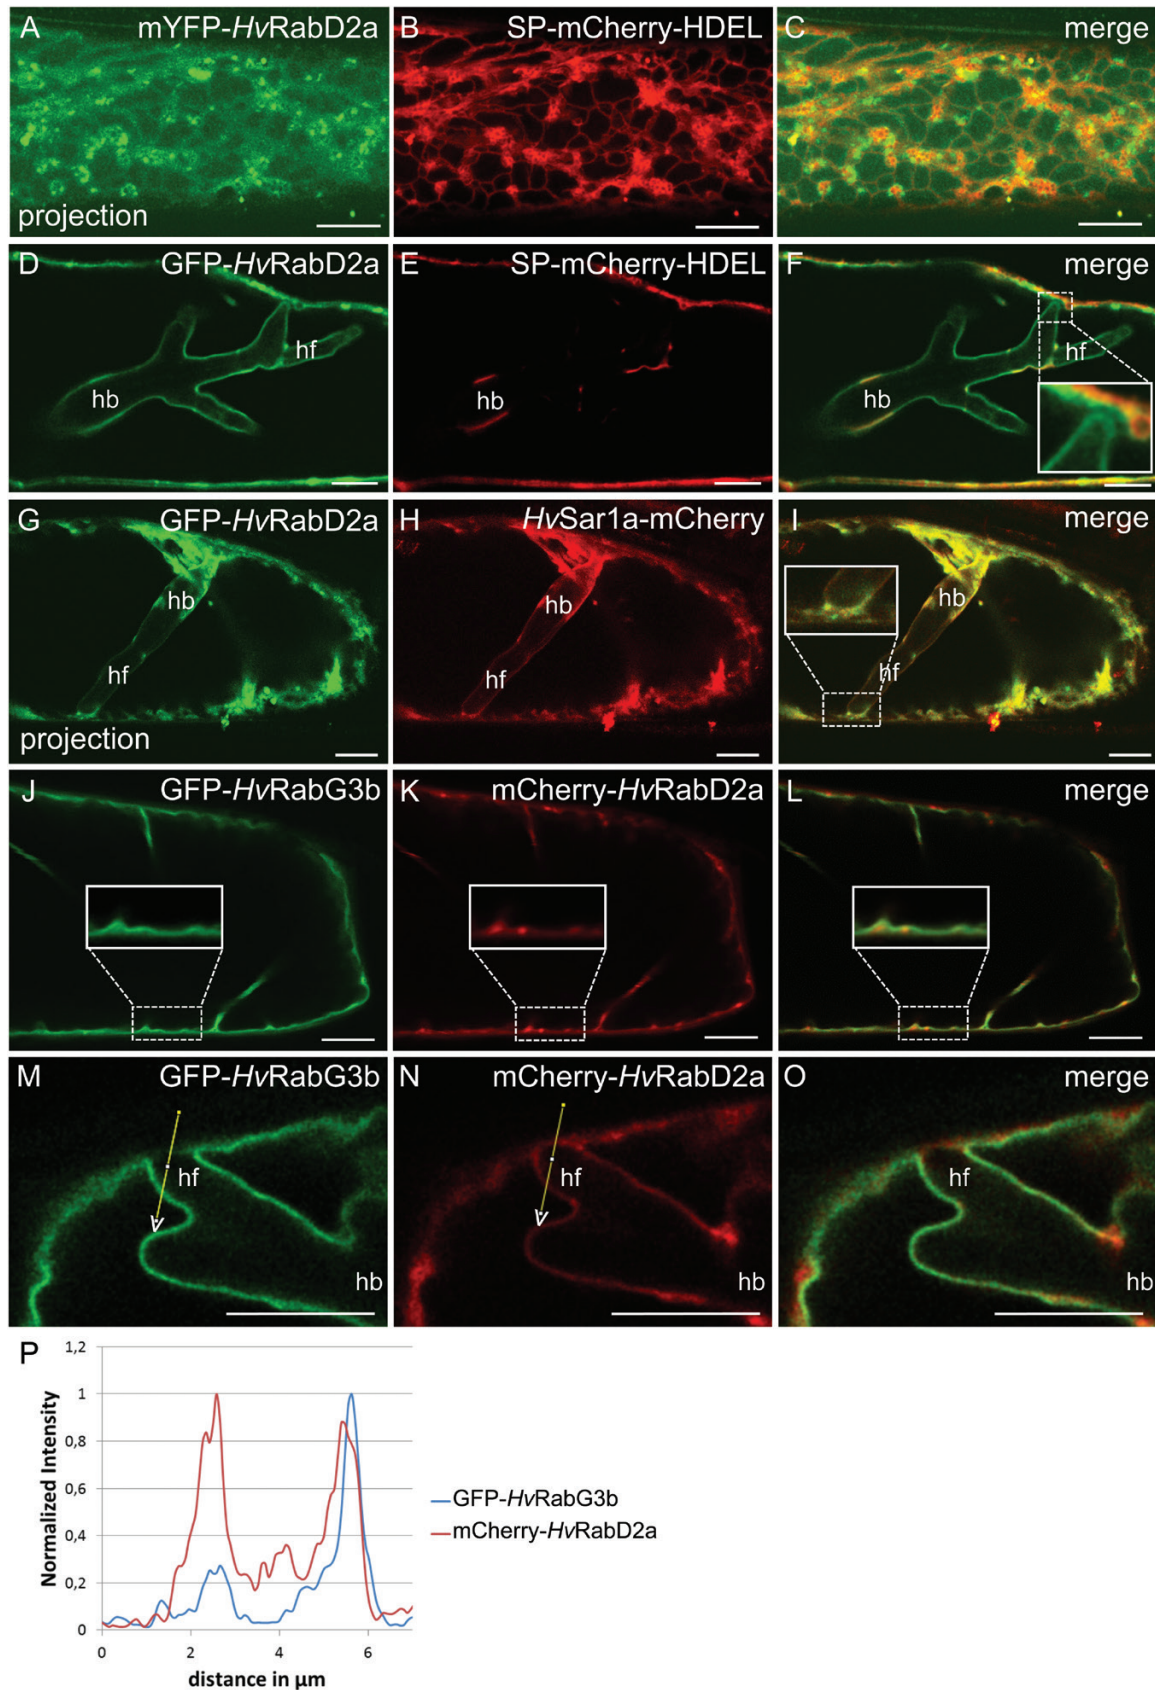 A mYFP-HvRabD2a
B SP-mCherry-HDEL
C merge
projection
D GFP-HvRabD2a
E SP-mCherry-HDEL
F merge
hf
hb
hb
hf
hb
G GFP-HvRabD2a
H HvSar1a-mCherry
I merge
hb
hf
projection
hb
hf
hb
hf
J GFP-HvRabG3b
K mCherry-HvRabD2a
L merge
M GFP-HvRabG3b
N mCherry-HvRabD2a
O merge
hf
hb
hf
hb
hf
hb
P
1,2
1
0,8
0,6
0,4
0,2
0
Normalized Intensity
0 2 4 6
distance in µm
GFP-HvRabG3b
mCherry-HvRabD2a